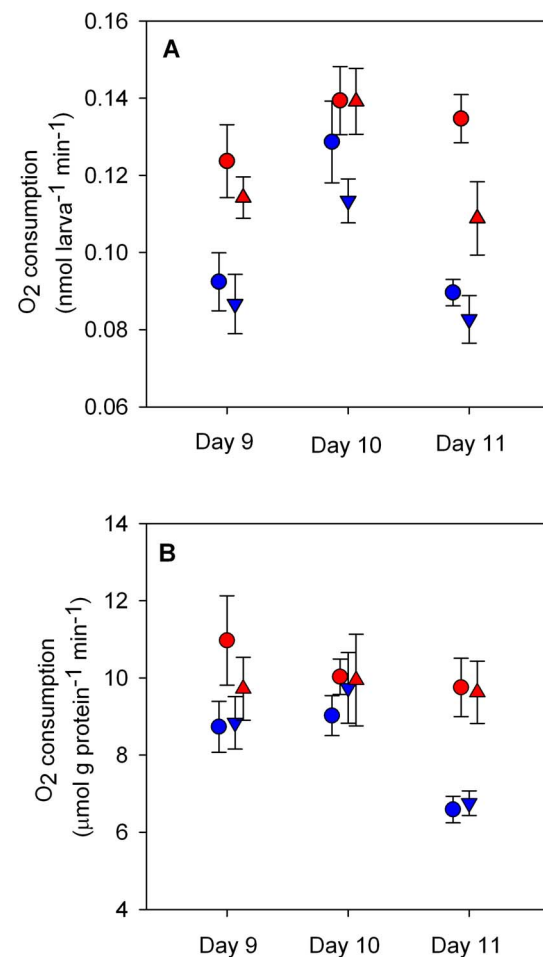 A
0.16
0.14
0.12
0.10
0.08
0.06
O2 consumption
(nmol larva⁻¹ min⁻¹)
Day 9 Day 10 Day 11
B
14
12
10
8
6
4
O2 consumption
(µmol g protein⁻¹ min⁻¹)
Day 9 Day 10 Day 11